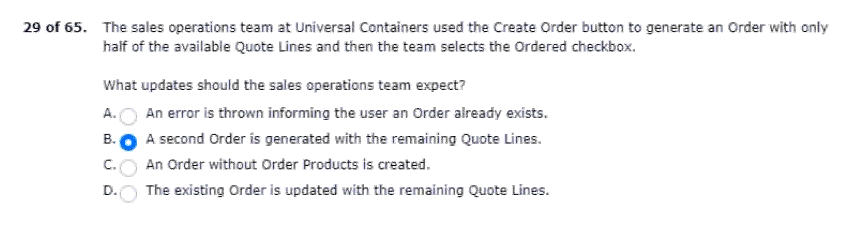 29 of 65. The sales operations team at Universal Containers used the Create Order button to generate an Order with only
half of the available Quote Lines and then the team selects the Ordered checkbox.
What updates should the sales operations team expect?
A. An error is thrown informing the user an Order already exists.
B. A second Order is generated with the remaining Quote Lines.
C. An Order without Order Products is created.
D. The existing Order is updated with the remaining Quote Lines.